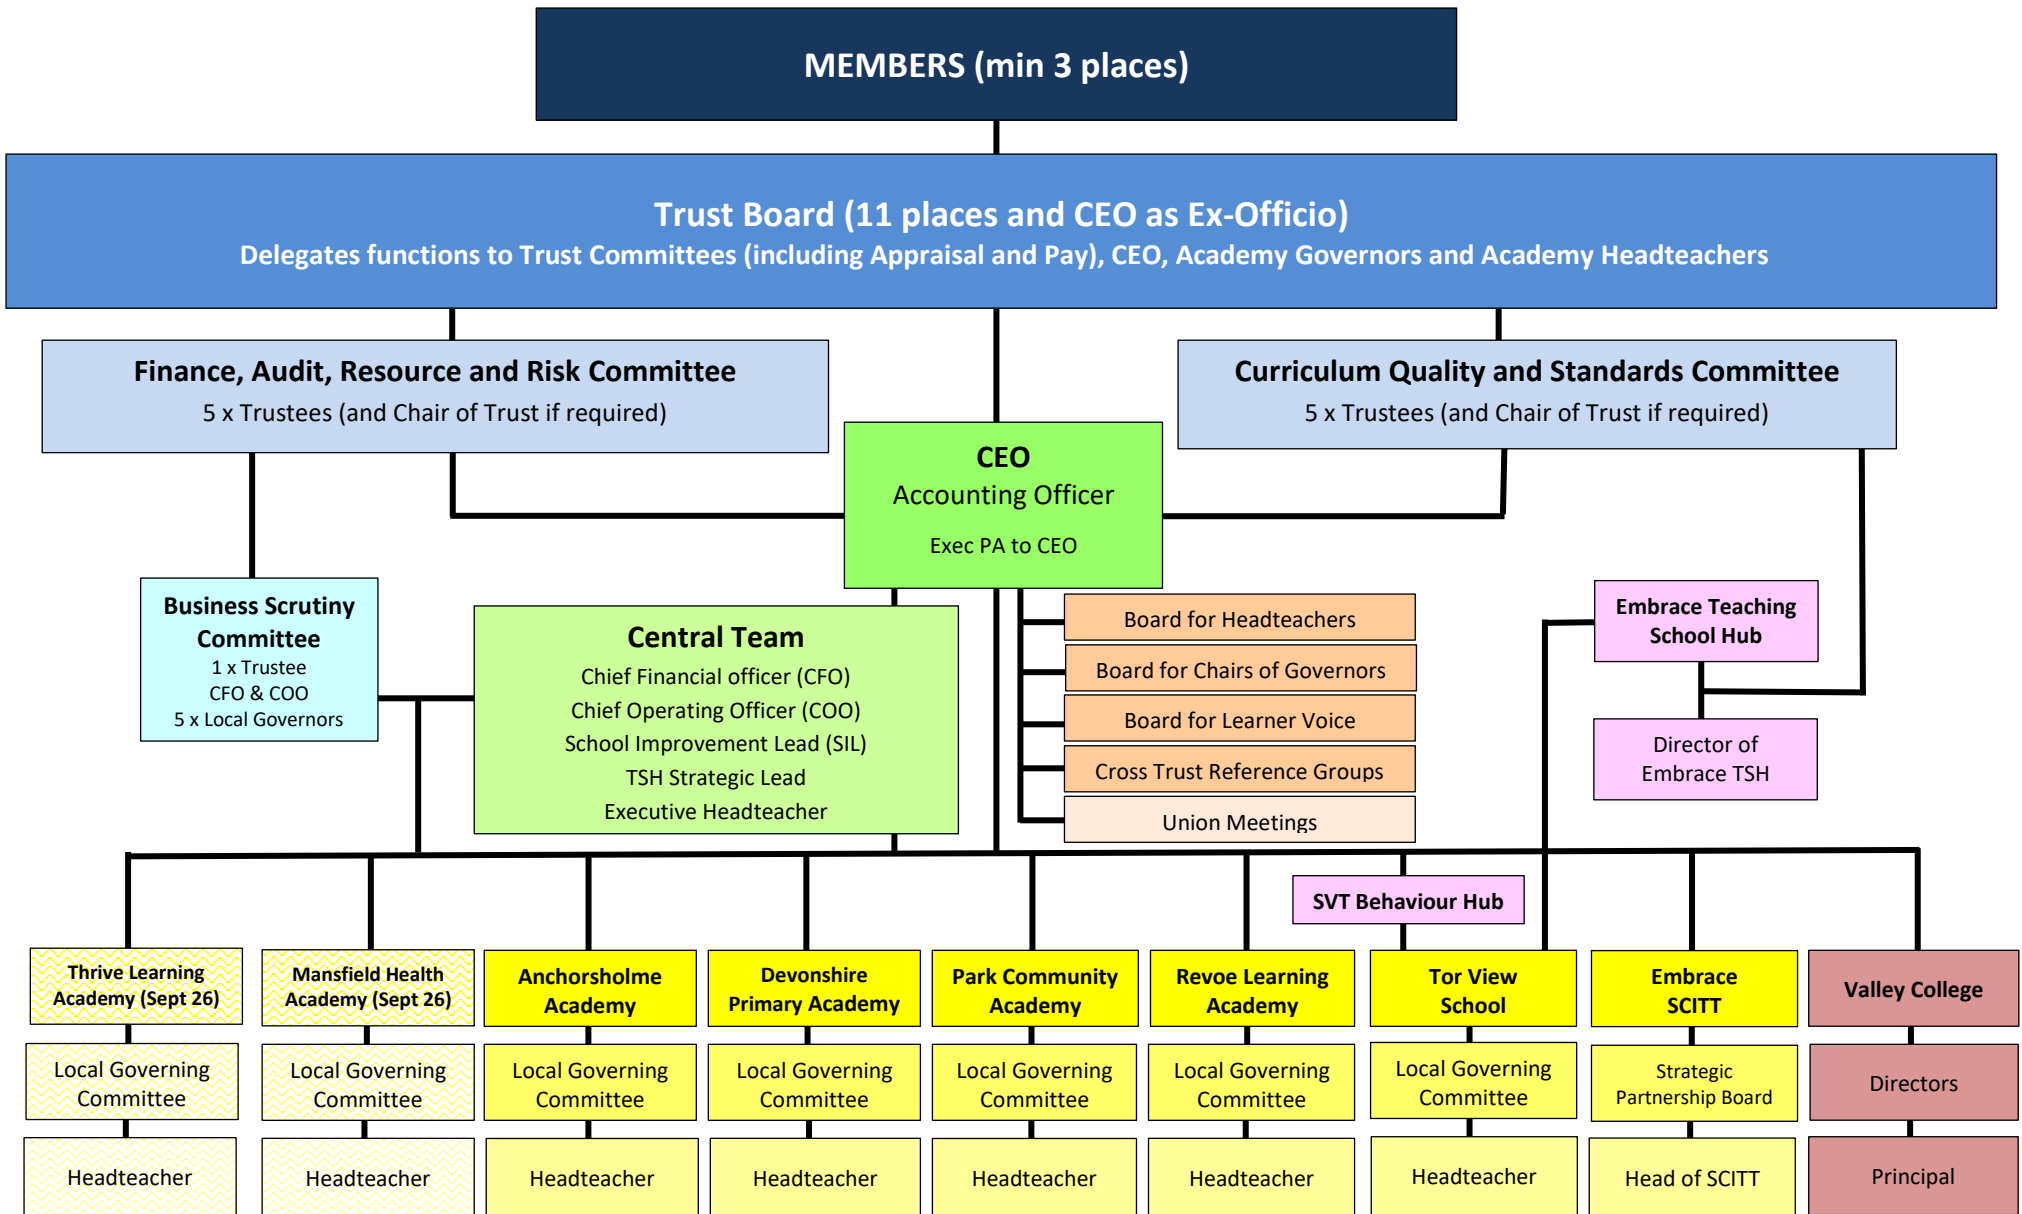 MEMBERS (min 3 places)
Trust Board (11 places and CEO as Ex-Officio)
Delegates functions to Trust Committees (including Appraisal and Pay), CEO, Academy Governors and Academy Headteachers
Finance, Audit, Resource and Risk Committee
5 x Trustees (and Chair of Trust if required)
Curriculum Quality and Standards Committee
5 x Trustees (and Chair of Trust if required)
CEO
Accounting Officer
Exec PA to CEO
Business Scrutiny
Committee
1 x Trustee
CFO & COO
5 x Local Governors
Central Team
Chief Financial officer (CFO)
Chief Operating Officer (COO)
School Improvement Lead (SIL)
TSH Strategic Lead
Executive Headteacher
Board for Headteachers
Board for Chairs of Governors
Board for Learner Voice
Cross Trust Reference Groups
Union Meetings
Embrace Teaching
School Hub
Director of
Embrace TSH
SVT Behaviour Hub
Thrive Learning
Academy (Sept 26)
Local Governing
Committee
Headteacher
Mansfield Health
Academy (Sept 26)
Local Governing
Committee
Headteacher
Anchorsholme
Academy
Local Governing
Committee
Headteacher
Devonshire
Primary Academy
Local Governing
Committee
Headteacher
Park Community
Academy
Local Governing
Committee
Headteacher
Revoe Learning
Academy
Local Governing
Committee
Headteacher
Tor View
School
Local Governing
Committee
Headteacher
Embrace
SCITT
Strategic
Partnership Board
Head of SCITT
Valley College
Directors
Principal